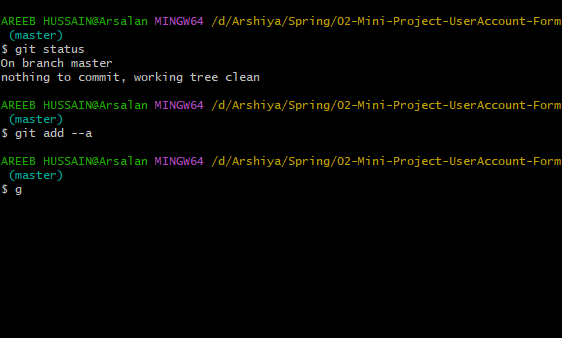 AREEB HUSSAIN@Arsalan MINGW64 /d/Arshiya/Spring/02-Mini-Project-UserAccount-Form
(master)
$ git status
On branch master
nothing to commit, working tree clean
AREEB HUSSAIN@Arsalan MINGW64 /d/Arshiya/Spring/02-Mini-Project-UserAccount-Form
(master)
$ git add --a
AREEB HUSSAIN@Arsalan MINGW64 /d/Arshiya/Spring/02-Mini-Project-UserAccount-Form
(master)
$ g